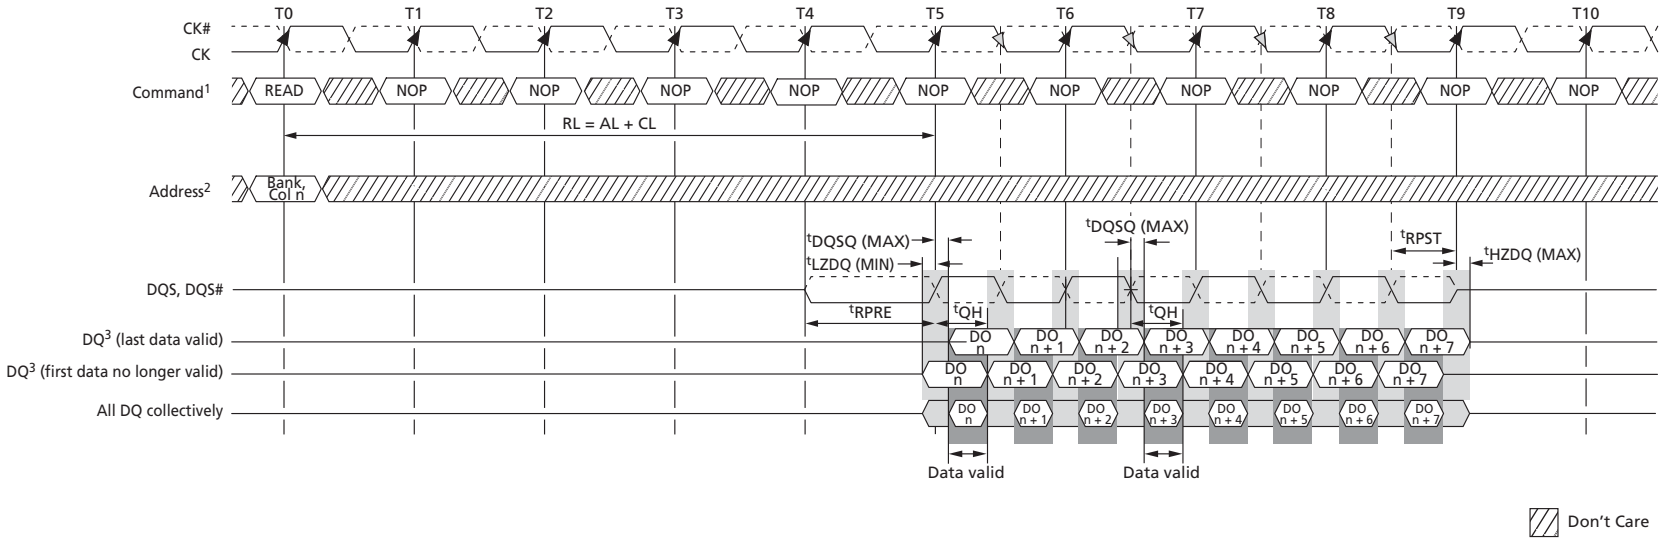 T0 T1 T2 T3 T4 T5 T6 T7 T8 T9 T10
CK#
CK
Command1 READ NOP NOP NOP NOP NOP NOP NOP NOP NOP NOP
RL = AL + CL
Address2 Bank,
Col n
tDQSQ (MAX) tDQSQ (MAX) tRPST
tLZDQ (MIN) tHZDQ (MAX)
DQS, DQS#
tRPRE tQH tQH
DQ3 (last data valid)
DO
n
DO
n + 1
DO
n + 2
DO
n + 3
DO
n + 4
DO
n + 5
DO
n + 6
DO
n + 7
DQ3 (first data no longer valid)
DO
n
DO
n + 1
DO
n + 2
DO
n + 3
DO
n + 4
DO
n + 5
DO
n + 6
DO
n + 7
All DQ collectively
DO
n
DO
n + 1
DO
n + 2
DO
n + 3
DO
n + 4
DO
n + 5
DO
n + 6
DO
n + 7
Data valid Data valid
Don't Care